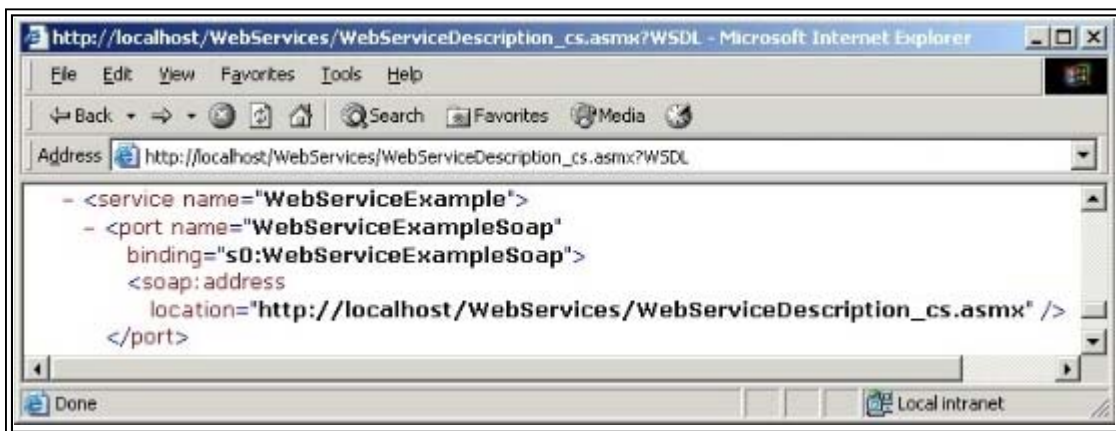 http://localhost/WebServices/WebServiceDescription_cs.asmx?WSDL - Microsoft Internet Explorer
File Edit View Favorites Tools Help
Back Search Favorites Media
Address http://localhost/WebServices/WebServiceDescription_cs.asmx?WSDL
- <service name="WebServiceExample">
- <port name="WebServiceExampleSoap"
binding="s0:WebServiceExampleSoap">
<soap:address
location="http://localhost/WebServices/WebServiceDescription_cs.asmx" />
</port>
Done Local intranet